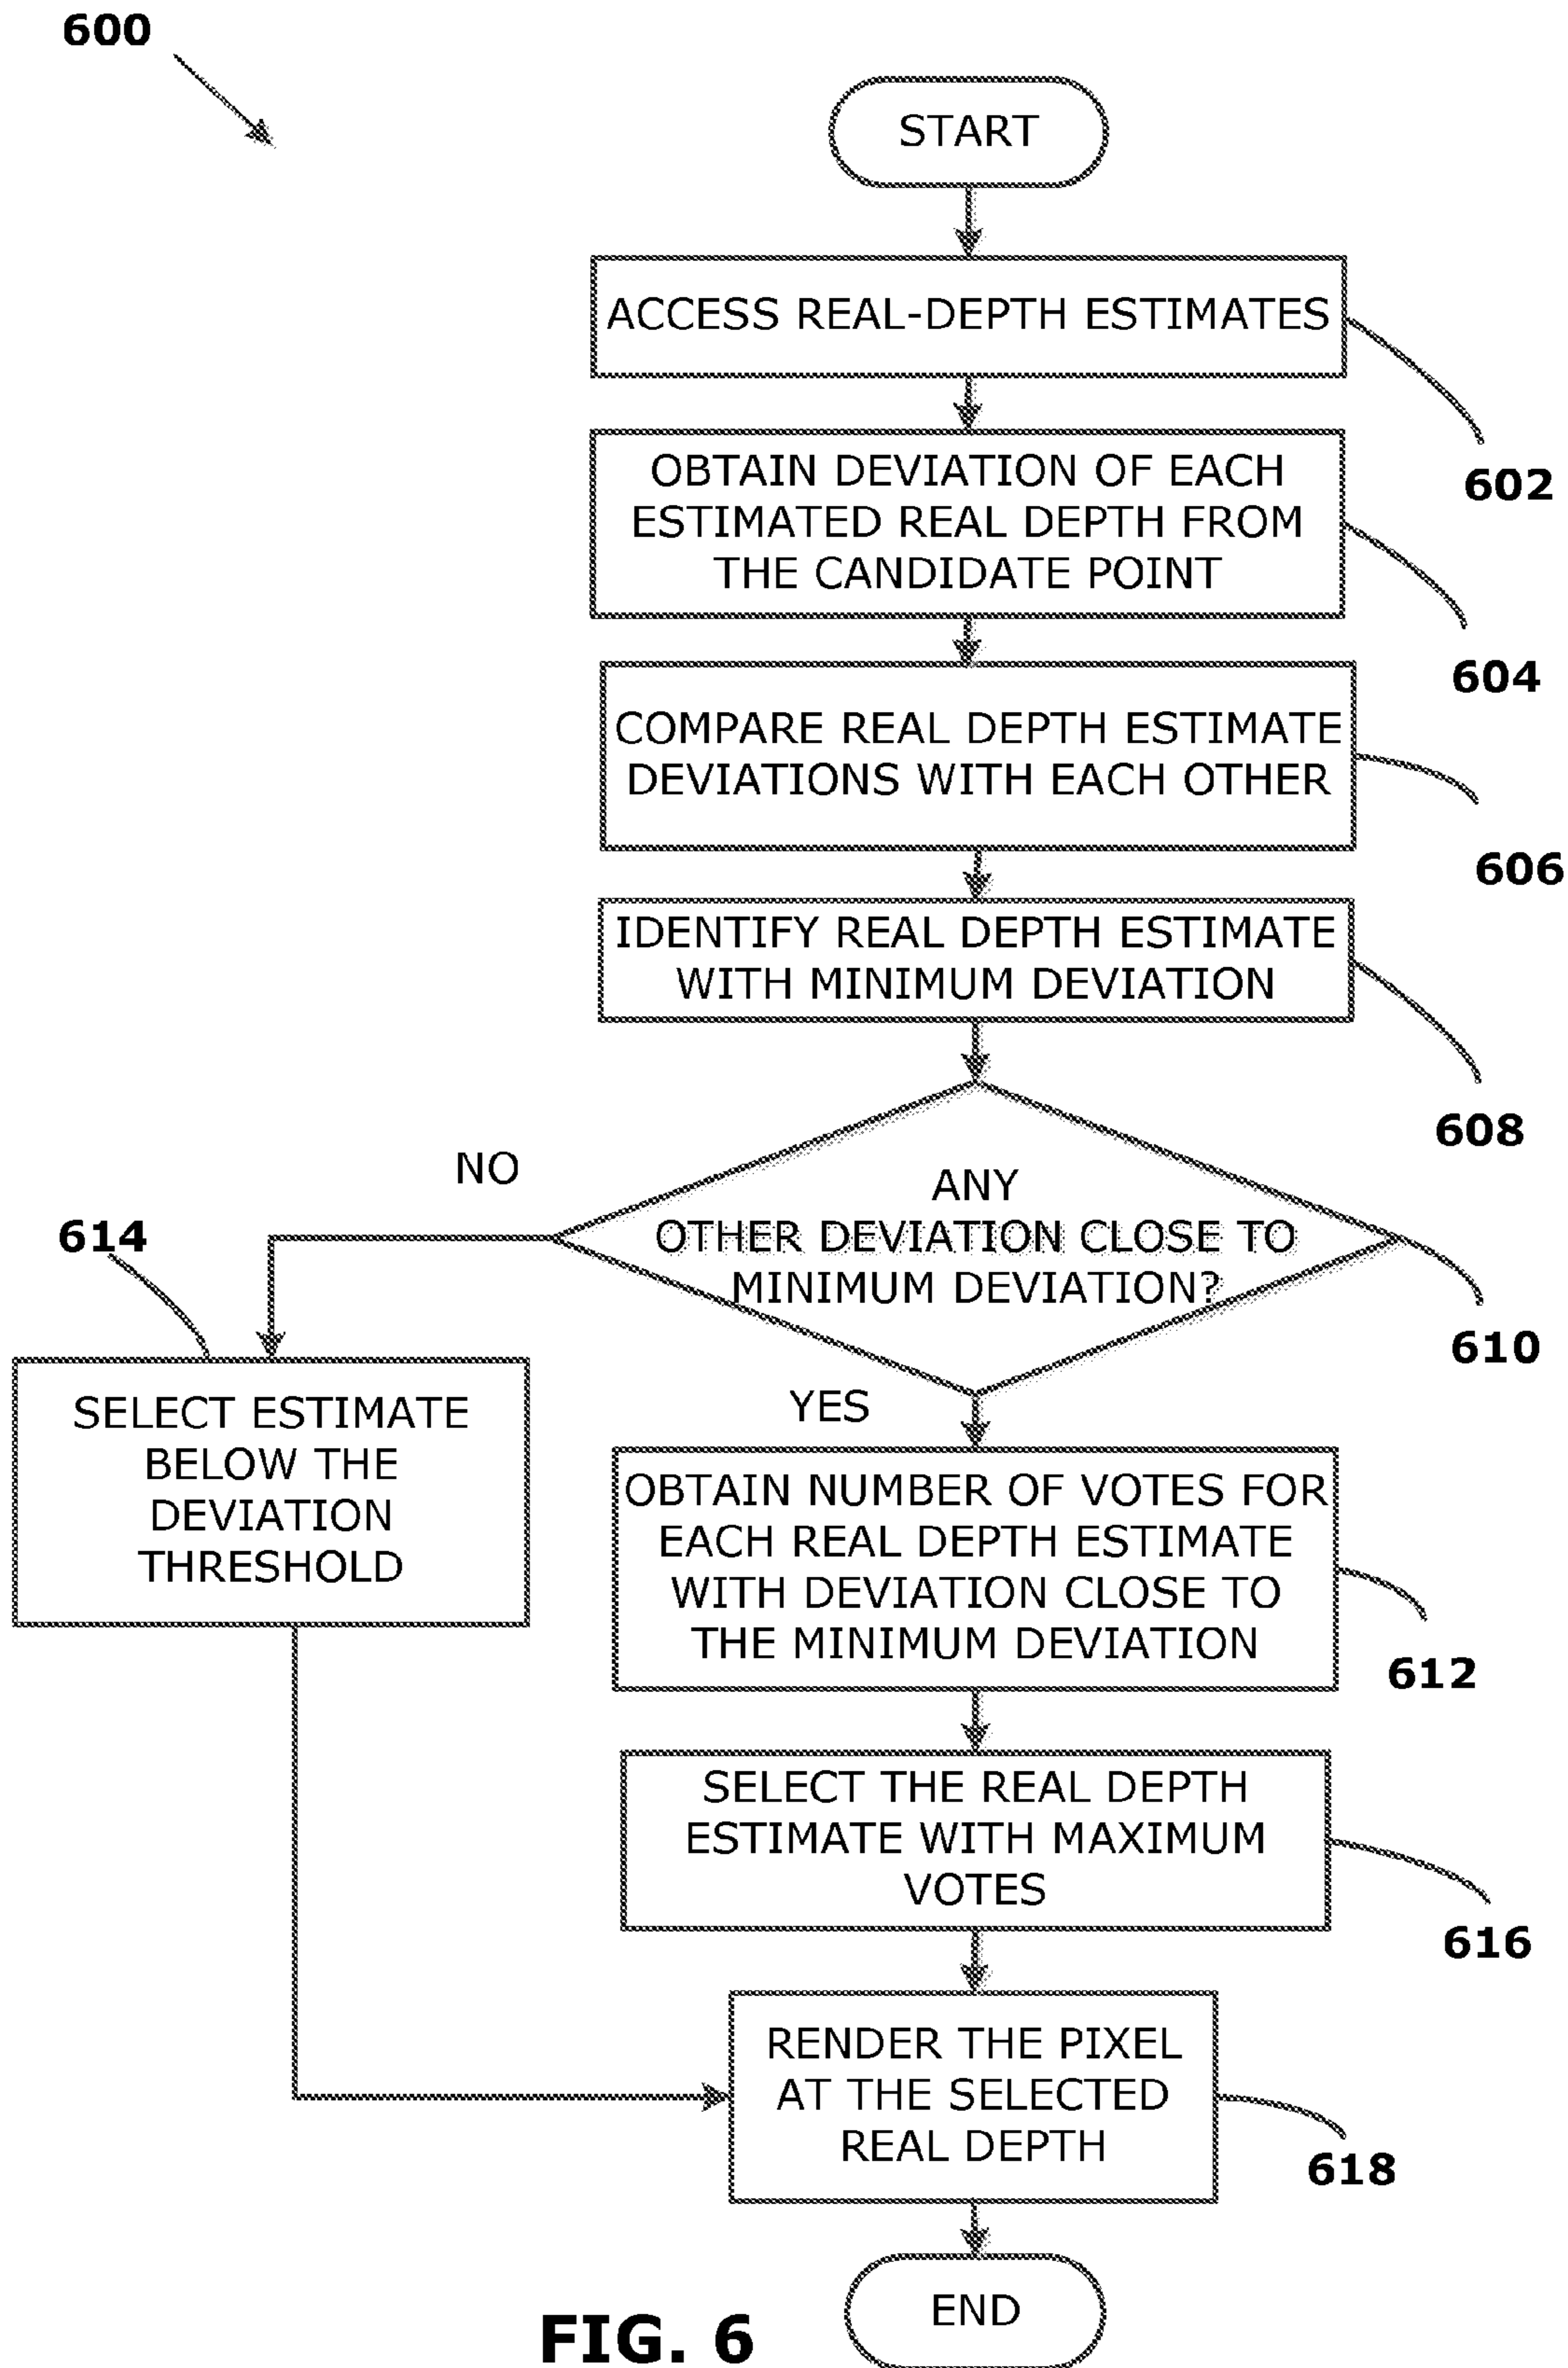 600
START
ACCESS REAL-DEPTH ESTIMATES
602
OBTAIN DEVIATION OF EACH
ESTIMATED REAL DEPTH FROM
THE CANDIDATE POINT
604
COMPARE REAL DEPTH ESTIMATE
DEVIATIONS WITH EACH OTHER
606
IDENTIFY REAL DEPTH ESTIMATE
WITH MINIMUM DEVIATION
608
ANY
OTHER DEVIATION CLOSE TO
MINIMUM DEVIATION?
610
NO
614
SELECT ESTIMATE
BELOW THE
DEVIATION
THRESHOLD
YES
OBTAIN NUMBER OF VOTES FOR
EACH REAL DEPTH ESTIMATE
WITH DEVIATION CLOSE TO
THE MINIMUM DEVIATION
612
SELECT THE REAL DEPTH
ESTIMATE WITH MAXIMUM
VOTES
616
RENDER THE PIXEL
AT THE SELECTED
REAL DEPTH
618
END
FIG. 6